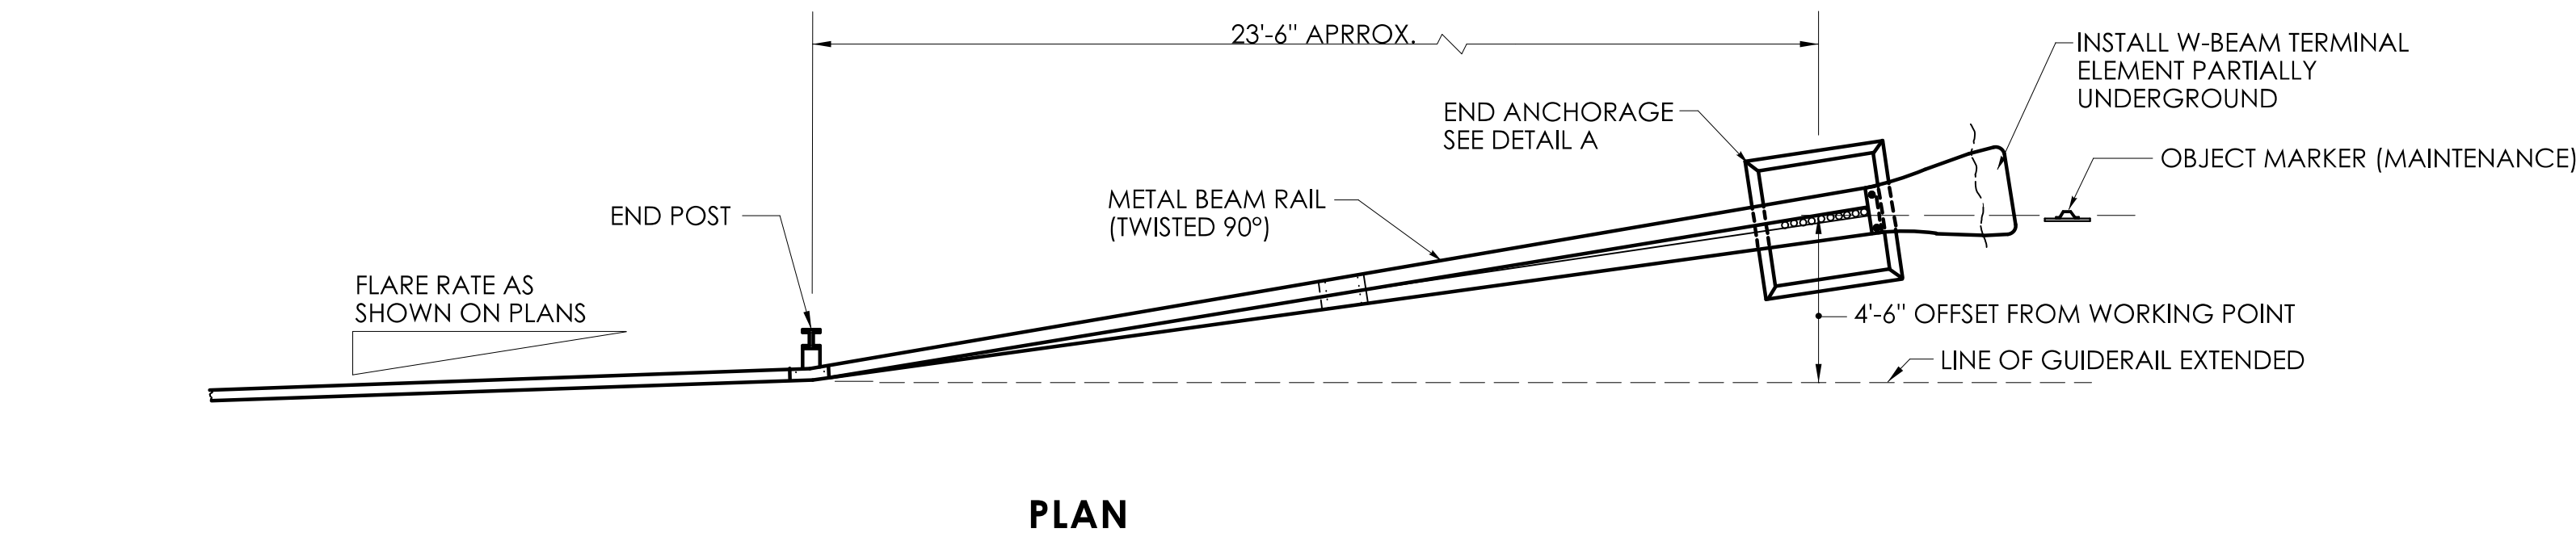 23'-6" APRROX.
INSTALL W-BEAM TERMINAL
ELEMENT PARTIALLY
UNDERGROUND
END ANCHORAGE
SEE DETAIL A
OBJECT MARKER (MAINTENANCE)
METAL BEAM RAIL
(TWISTED 90°)
END POST
FLARE RATE AS
SHOWN ON PLANS
4'-6" OFFSET FROM WORKING POINT
LINE OF GUIDERAIL EXTENDED
PLAN